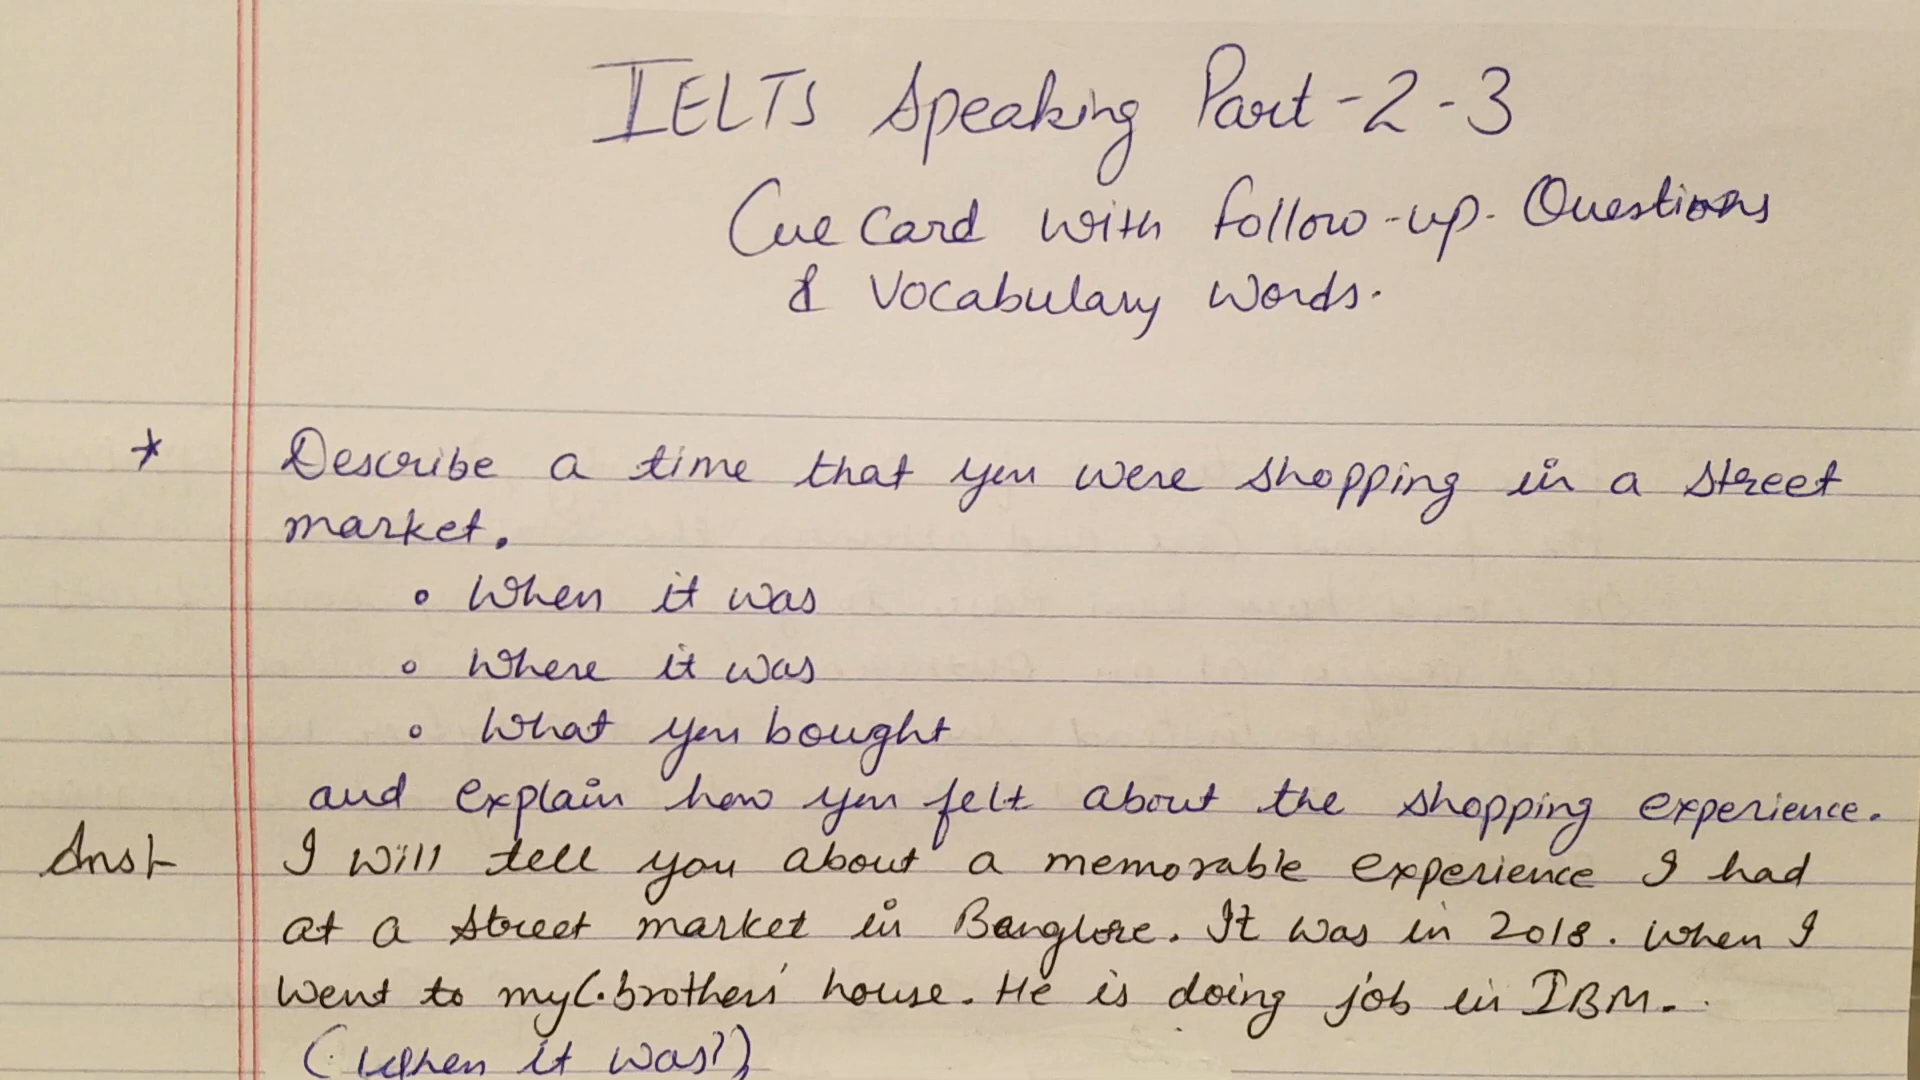 IELTS Speaking Part-2-3
Cue Card with follow-up. Questions
& Vocabulary Words.
* Describe a time that you were shopping in a street
market.
• When it was
• Where it was
• What you bought
and explain how you felt about the shopping experience.
Ans:- I will tell you about a memorable experience I had
at a street market in Banglore. It was in 2018. When I
went to my C. brothers' house. He is doing job in IBM.
(When it was?)